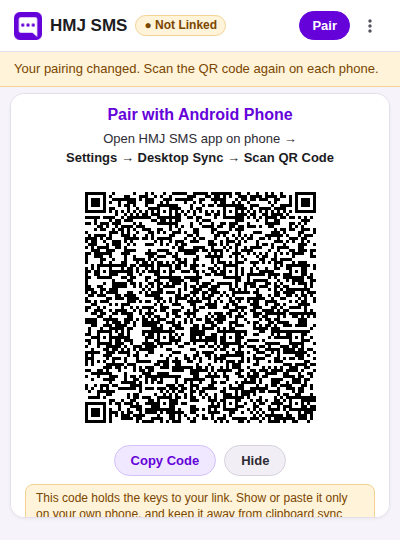 HMJ SMS
● Not Linked
Pair
Your pairing changed. Scan the QR code again on each phone.
Pair with Android Phone
Open HMJ SMS app on phone →
Settings → Desktop Sync → Scan QR Code
Copy Code
Hide
This code holds the keys to your link. Show or paste it only
on your own phone, and keep it away from clipboard sync